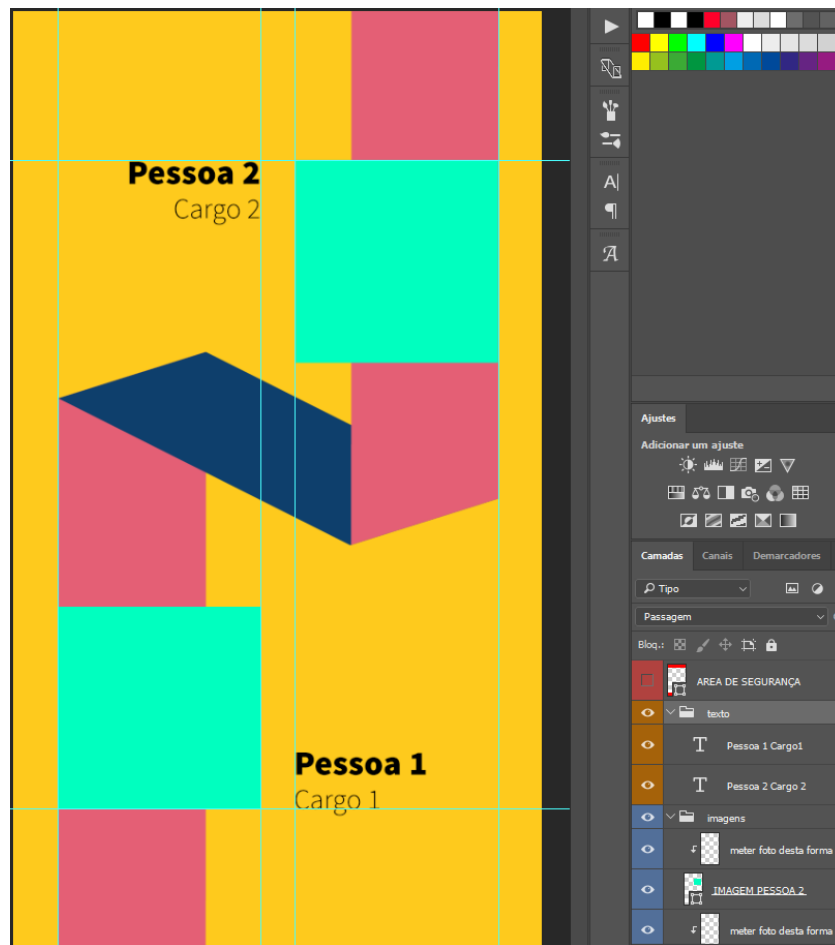 Pessoa 2
Cargo 2
Pessoa 1
Cargo 1
Ajustes
Adicionar um ajuste
Camadas Canais Demarcadores
Tipo
Passagem
Bloq.:
AREA DE SEGURANÇA
texto
Pessoa 1 Cargo1
Pessoa 2 Cargo 2
imagens
meter foto desta forma
IMAGEM PESSOA 2
meter foto desta forma